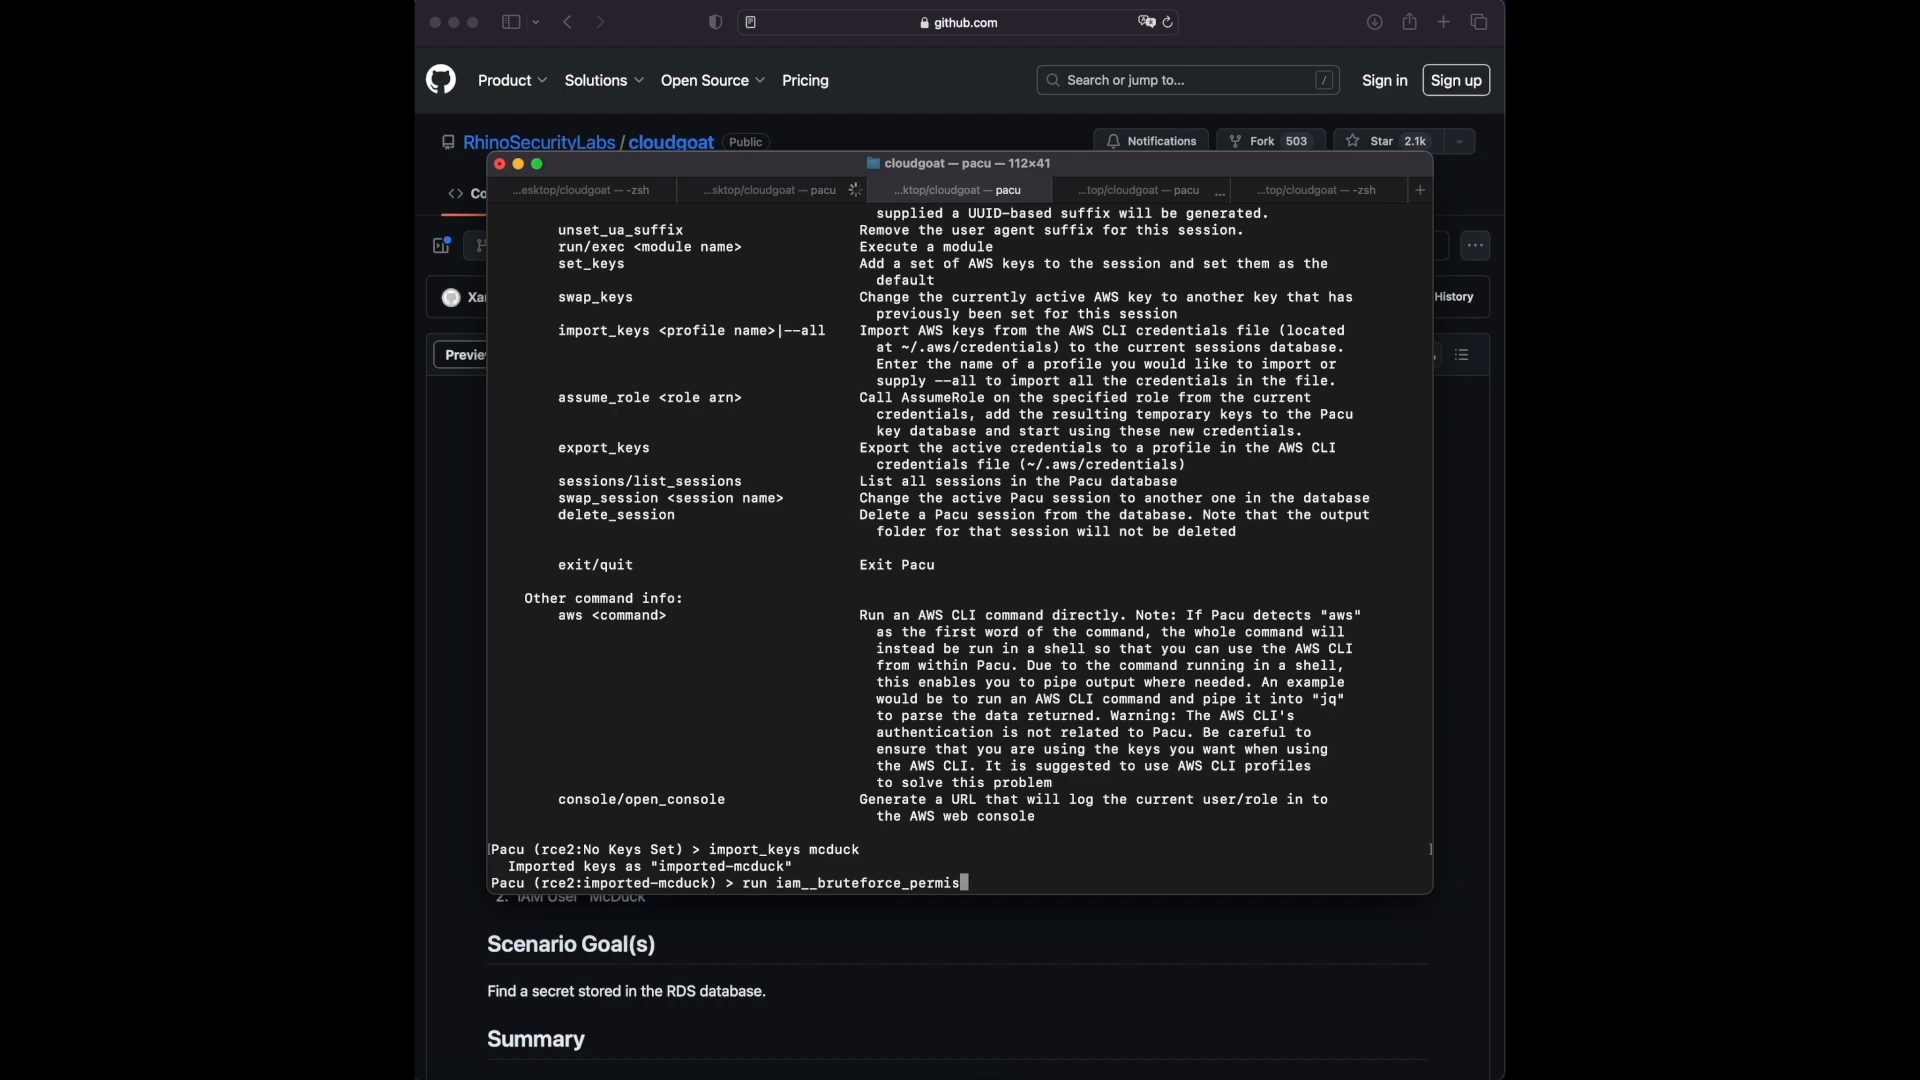 github.com
Product Solutions Open Source Pricing Search or jump to... / Sign in Sign up
RhinoSecurityLabs / cloudgoat Public Notifications Fork 503 Star 2.1k
cloudgoat — pacu — 112×41
...esktop/cloudgoat — -zsh ...sktop/cloudgoat — pacu ...ktop/cloudgoat — pacu ...top/cloudgoat — pacu ... ...top/cloudgoat — -zsh +
<> Co
Xa
History
Previe
supplied a UUID-based suffix will be generated.
unset_ua_suffix Remove the user agent suffix for this session.
run/exec <module name> Execute a module
set_keys Add a set of AWS keys to the session and set them as the
default
swap_keys Change the currently active AWS key to another key that has
previously been set for this session
import_keys <profile name>|--all Import AWS keys from the AWS CLI credentials file (located
at ~/.aws/credentials) to the current sessions database.
Enter the name of a profile you would like to import or
supply --all to import all the credentials in the file.
assume_role <role arn> Call AssumeRole on the specified role from the current
credentials, add the resulting temporary keys to the Pacu
key database and start using these new credentials.
export_keys Export the active credentials to a profile in the AWS CLI
credentials file (~/.aws/credentials)
sessions/list_sessions List all sessions in the Pacu database
swap_session <session name> Change the active Pacu session to another one in the database
delete_session Delete a Pacu session from the database. Note that the output
folder for that session will not be deleted
exit/quit Exit Pacu
Other command info:
aws <command> Run an AWS CLI command directly. Note: If Pacu detects "aws"
as the first word of the command, the whole command will
instead be run in a shell so that you can use the AWS CLI
from within Pacu. Due to the command running in a shell,
this enables you to pipe output where needed. An example
would be to run an AWS CLI command and pipe it into "jq"
to parse the data returned. Warning: The AWS CLI's
authentication is not related to Pacu. Be careful to
ensure that you are using the keys you want when using
the AWS CLI. It is suggested to use AWS CLI profiles
to solve this problem
console/open_console Generate a URL that will log the current user/role in to
the AWS web console
[Pacu (rce2:No Keys Set) > import_keys mcduck ]
Imported keys as "imported-mcduck"
Pacu (rce2:imported-mcduck) > run iam__bruteforce_permis
2. IAM User "McDuck"
Scenario Goal(s)
Find a secret stored in the RDS database.
Summary